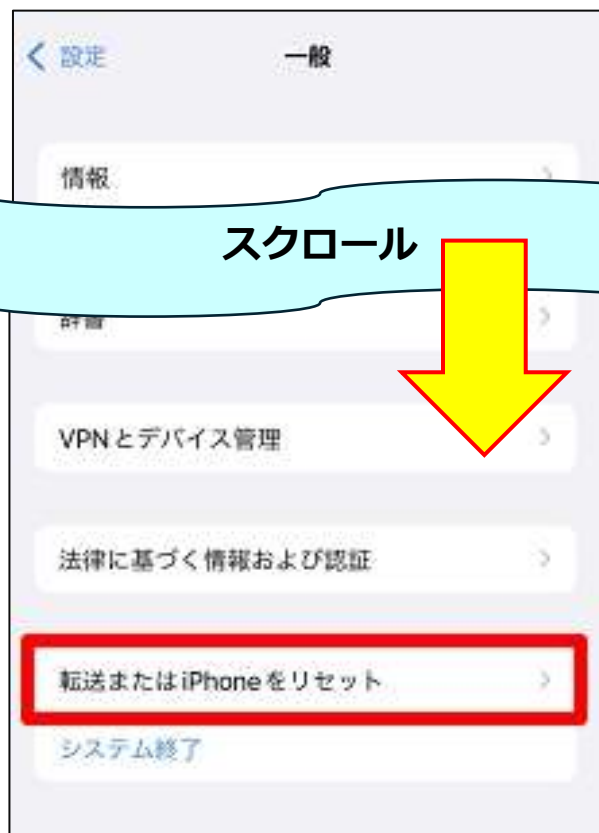 設定
一般
情報
スクロール
辞書
VPNとデバイス管理
法律に基づく情報および認証
転送またはiPhoneをリセット
システム終了